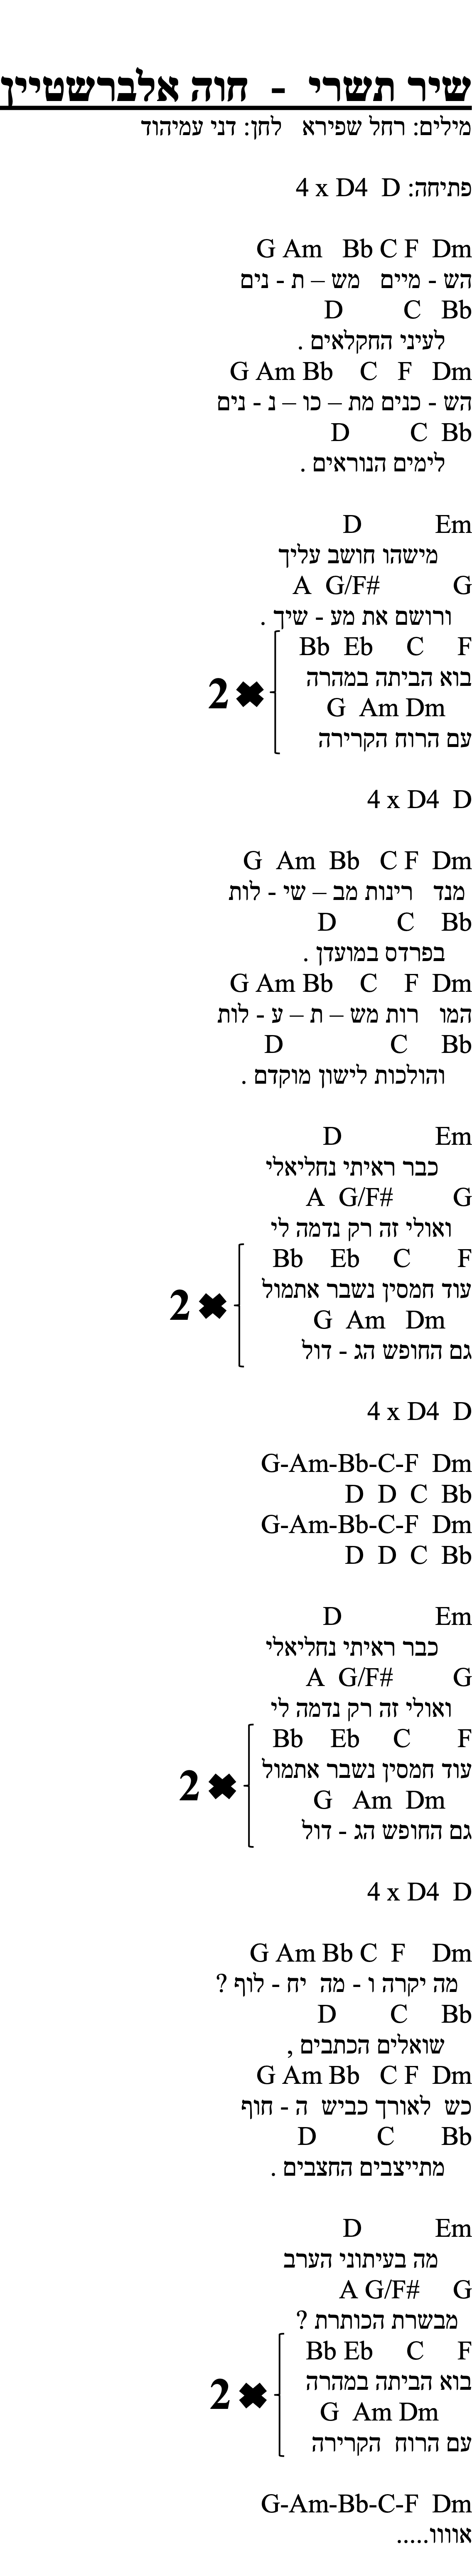 שיר תשרי - חוה אלברשטיין
מילים: רחל שפירא לחן: דני עמיהוד
פתיחה: 4 x D4 D
G Am Bb C F Dm
הש - מיים מש – ת - נים
D C Bb
לעיני החקלאים .
G Am Bb C F Dm
הש - כנים מת – כו – נ - נים
D C Bb
לימים הנוראים .
D Em
מישהו חושב עליך
A G/F# G
ורושם את מע - שיך .
Bb Eb C F
בוא הביתה במהרה
2 ✖
G Am Dm
עם הרוח הקרירה
4 x D4 D
G Am Bb C F Dm
מנד רינות מב – שי - לות
D C Bb
בפרדס במועדן .
G Am Bb C F Dm
המו רות מש – ת – ע - לות
D C Bb
והולכות לישון מוקדם .
D Em
כבר ראיתי נחליאלי
A G/F# G
ואולי זה רק נדמה לי
Bb Eb C F
עוד חמסין נשבר אתמול
2 ✖
G Am Dm
גם החופש הג - דול
4 x D4 D
G-Am-Bb-C-F Dm
D D C Bb
G-Am-Bb-C-F Dm
D D C Bb
D Em
כבר ראיתי נחליאלי
A G/F# G
ואולי זה רק נדמה לי
Bb Eb C F
עוד חמסין נשבר אתמול
2 ✖
G Am Dm
גם החופש הג - דול
4 x D4 D
G Am Bb C F Dm
מה יקרה ו - מה יח - לוף ?
D C Bb
שואלים הכתבים ,
G Am Bb C F Dm
כש לאורך כביש ה - חוף
D C Bb
מתייצבים החצבים .
D Em
מה בעיתוני הערב
A G/F# G
מבשרת הכותרת ?
Bb Eb C F
בוא הביתה במהרה
2 ✖
G Am Dm
עם הרוח הקרירה
G-Am-Bb-C-F Dm
אוווו.....